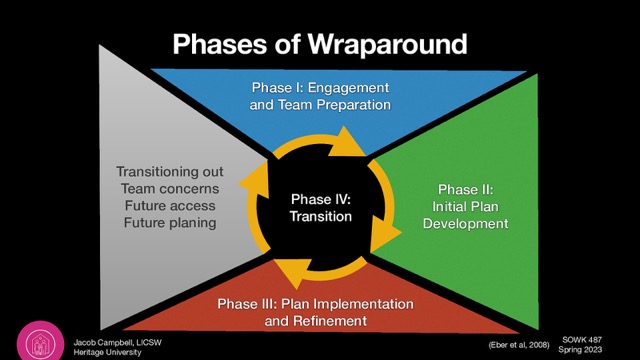 Phases of Wraparound
Phase I: Engagement
and Team Preparation
Transitioning out
Team concerns
Future access
Future planing
Phase IV:
Transition
Phase II:
Initial Plan
Development
Phase III: Plan Implementation
and Refinement
Jacob Campbell, LICSW
Heritage University
(Eber et al, 2008)
SOWK 487
Spring 2023